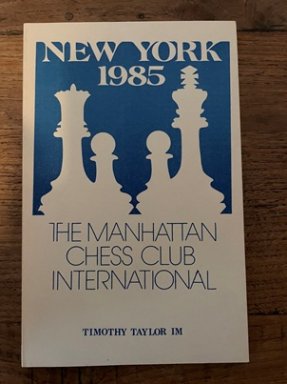 NEW YORK
1985
THE MANHATTAN
CHESS CLUB
INTERNATIONAL
TIMOTHY TAYLOR IM